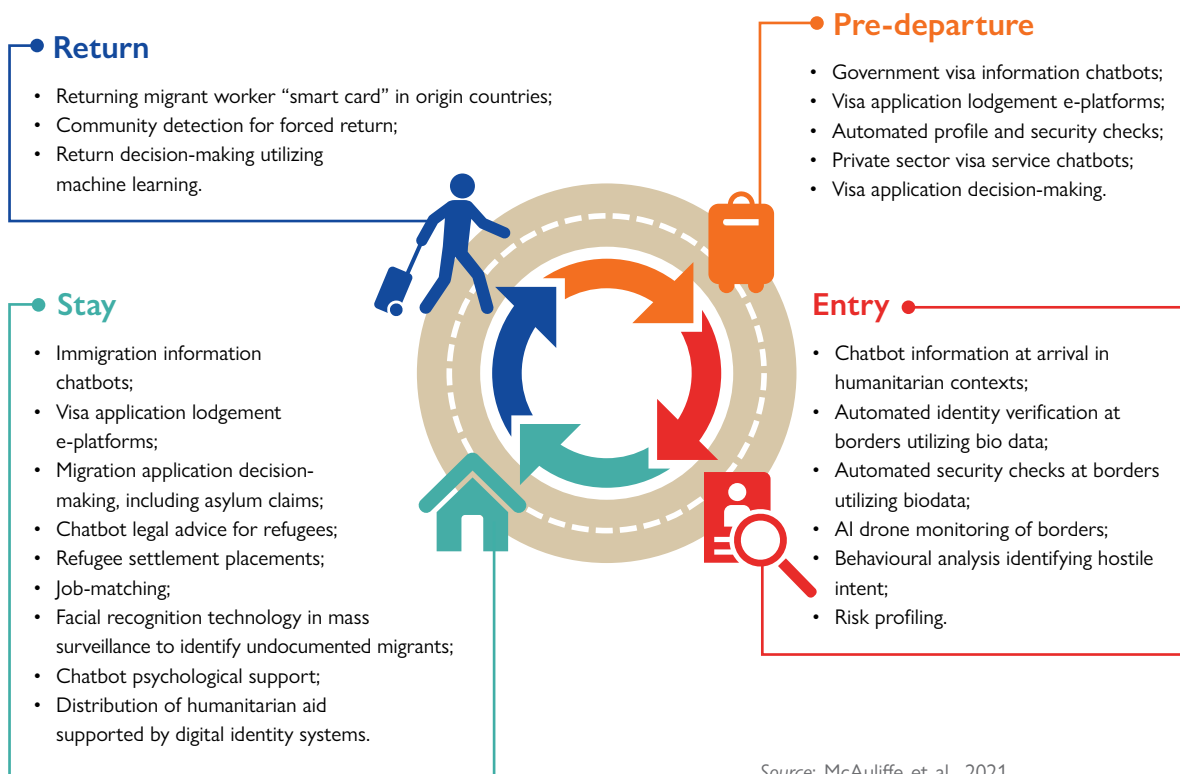 Return
• Returning migrant worker “smart card” in origin countries;
• Community detection for forced return;
• Return decision-making utilizing
machine learning.
Pre-departure
• Government visa information chatbots;
• Visa application lodgement e-platforms;
• Automated profile and security checks;
• Private sector visa service chatbots;
• Visa application decision-making.
Stay
• Immigration information
chatbots;
• Visa application lodgement
e-platforms;
• Migration application decision-
making, including asylum claims;
• Chatbot legal advice for refugees;
• Refugee settlement placements;
• Job-matching;
• Facial recognition technology in mass
surveillance to identify undocumented migrants;
• Chatbot psychological support;
• Distribution of humanitarian aid
supported by digital identity systems.
Entry
• Chatbot information at arrival in
humanitarian contexts;
• Automated identity verification at
borders utilizing bio data;
• Automated security checks at borders
utilizing biodata;
• AI drone monitoring of borders;
• Behavioural analysis identifying hostile
intent;
• Risk profiling.
Source: McAuliffe et al., 2021